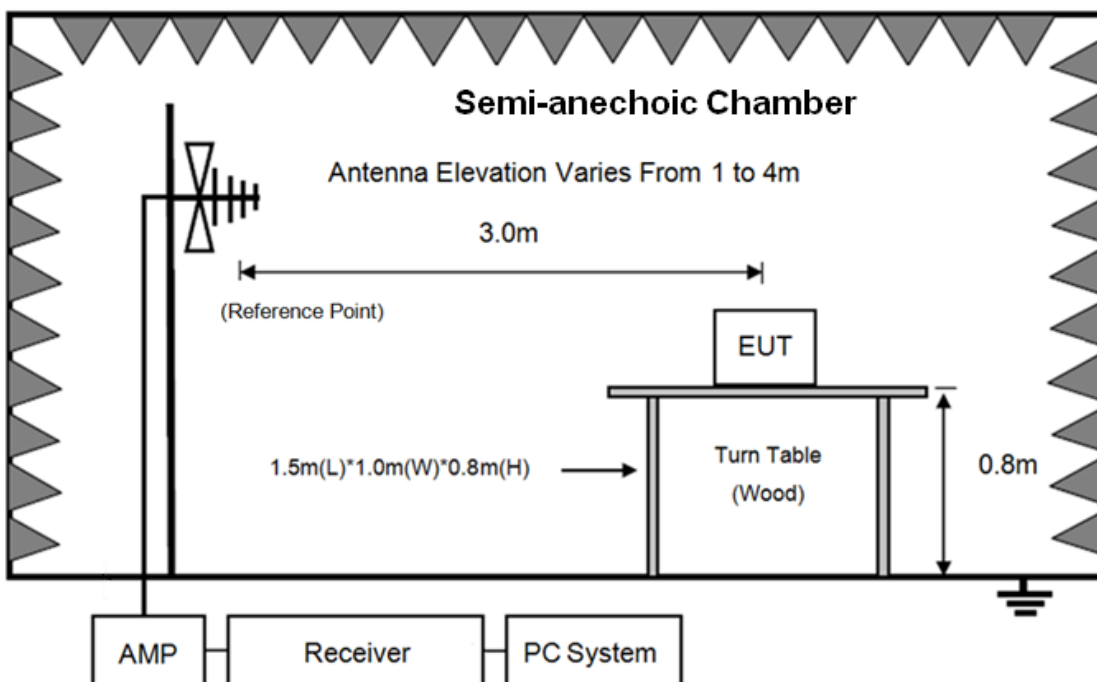 Semi-anechoic Chamber
Antenna Elevation Varies From 1 to 4m
3.0m
(Reference Point)
EUT
1.5m(L)*1.0m(W)*0.8m(H)
Turn Table
(Wood)
0.8m
AMP
Receiver
PC System